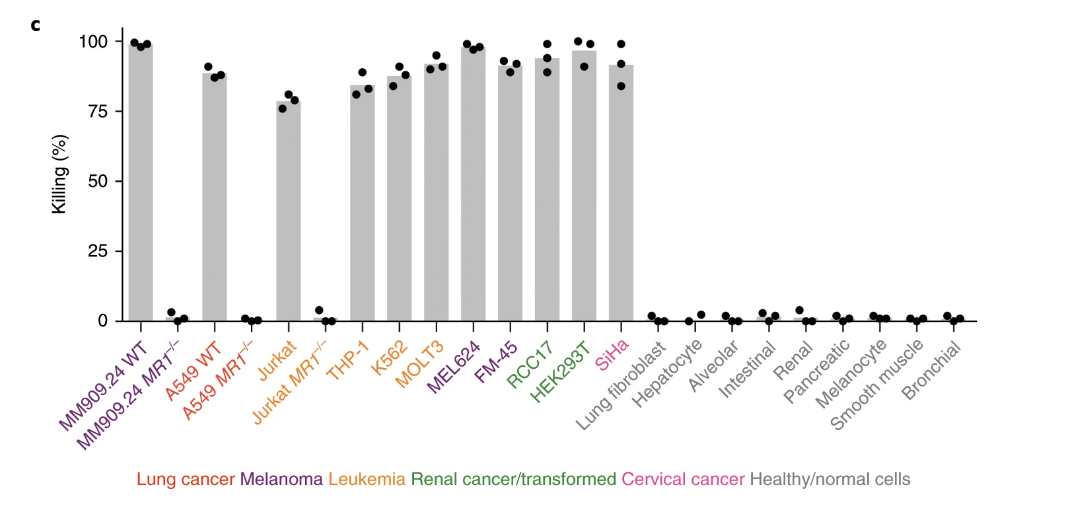 c
Killing (%)
100
75
50
25
0
MM909.24 WT
MM909.24 MR1–/–
A549 WT
A549 MR1–/–
Jurkat
Jurkat MR1–/–
THP-1
K562
MOLT3
MEL624
FM-45
RCC17
HEK293T
SiHa
Lung fibroblast
Hepatocyte
Alveolar
Intestinal
Renal
Pancreatic
Melanocyte
Smooth muscle
Bronchial
Lung cancer Melanoma Leukemia Renal cancer/transformed Cervical cancer Healthy/normal cells